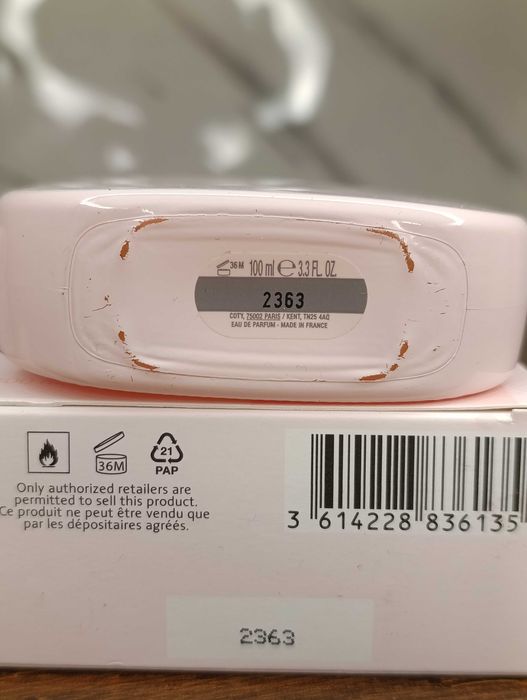 36M 100 ml e 3.3 FL. OZ.
2363
COTY, 75002 PARIS / KENT, TN25 4AQ
EAU DE PARFUM - MADE IN FRANCE
36M
21
PAP
Only authorized retailers are
permitted to sell this product.
Ce produit ne peut être vendu que
par les dépositaires agréés.
3 614228 836135
2363